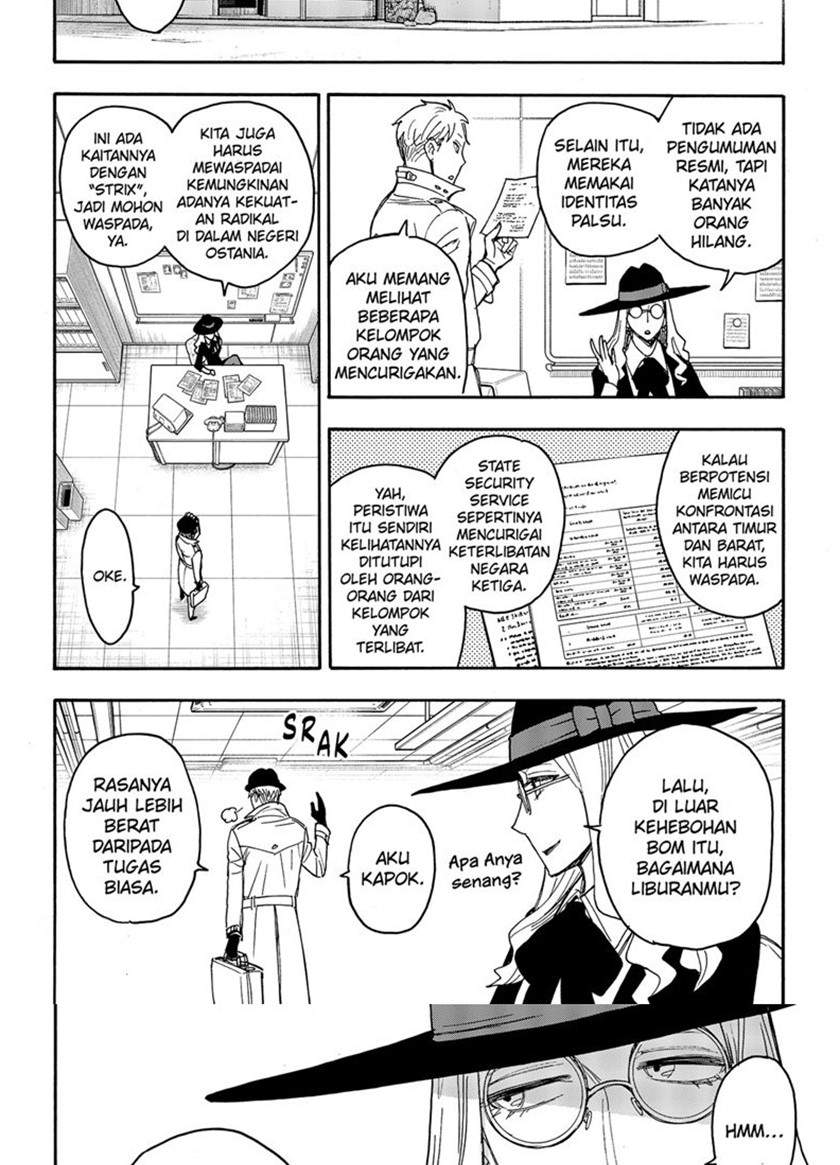 TIDAK ADA
PENGUMUMAN
RESMI, TAPI
KATANYA
BANYAK
ORANG
HILANG.
SELAIN ITU,
MEREKA
MEMAKAI
IDENTITAS
PALSU.
AKU MEMANG
MELIHAT
BEBERAPA
KELOMPOK
ORANG YANG
MENCURIGAKAN.
KALAU
BERPOTENSI
MEMICU
KONFRONTASI
ANTARA TIMUR
DAN BARAT,
KITA HARUS
WASPADA.
STATE
SECURITY
SERVICE
SEPERTINYA
MENCURIGAI
KETERLIBATAN
NEGARA
KETIGA.
YAH,
PERISTIWA
ITU SENDIRI
KELIHATANNYA
DITUTUPI
OLEH ORANG-
ORANG DARI
KELOMPOK
YANG
TERLIBAT.
KITA JUGA
HARUS
MEWASPADAI
KEMUNGKINAN
ADANYA KEKUAT-
AN RADIKAL
DI DALAM NEGERI
OSTANIA.
INI ADA
KAITANNYA
DENGAN
"STRIX",
JADI MOHON
WASPADA,
YA.
OKE.
LALU,
DI LUAR
KEHEBOHAN
BOM ITU,
BAGAIMANA
LIBURANMU?
Apa Anya
senang?
SRAK
AKU
KAPOK.
RASANYA
JAUH LEBIH
BERAT
DARIPADA
TUGAS
BIASA.
HMM...